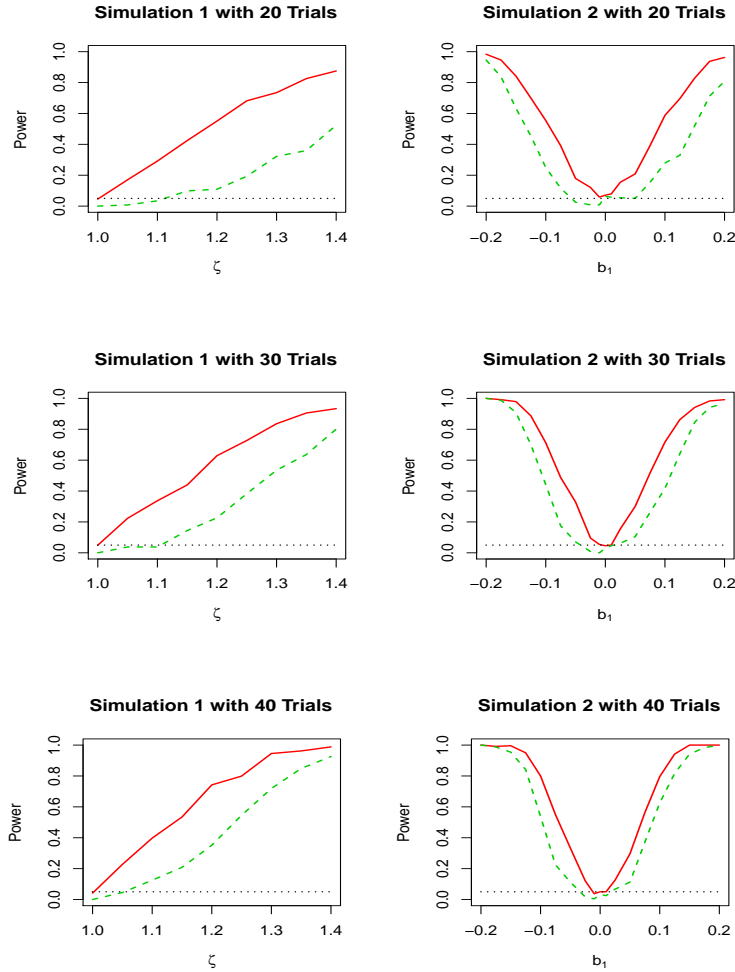 Simulation 1 with 20 Trials
Power
0.0 0.2 0.4 0.6 0.8 1.0
1.0 1.1 1.2 1.3 1.4
ζ
Simulation 2 with 20 Trials
Power
0.0 0.2 0.4 0.6 0.8 1.0
−0.2 −0.1 0.0 0.1 0.2
b1
Simulation 1 with 30 Trials
Power
0.0 0.2 0.4 0.6 0.8 1.0
1.0 1.1 1.2 1.3 1.4
ζ
Simulation 2 with 30 Trials
Power
0.0 0.2 0.4 0.6 0.8 1.0
−0.2 −0.1 0.0 0.1 0.2
b1
Simulation 1 with 40 Trials
Power
0.0 0.2 0.4 0.6 0.8 1.0
1.0 1.1 1.2 1.3 1.4
ζ
Simulation 2 with 40 Trials
Power
0.0 0.2 0.4 0.6 0.8 1.0
−0.2 −0.1 0.0 0.1 0.2
b1